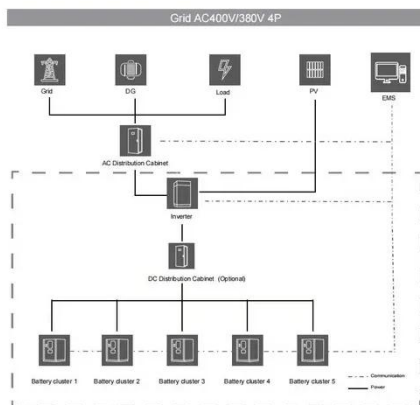 Grid AC400V/380V 4P
Grid
DG
Load
PV
EMS
AC Distribution Cabinet
Inverter
DC Distribution Cabinet (Optional)
Battery cluster 1
Battery cluster 2
Battery cluster 3
Battery cluster 4
Battery cluster 5
Communication
Power